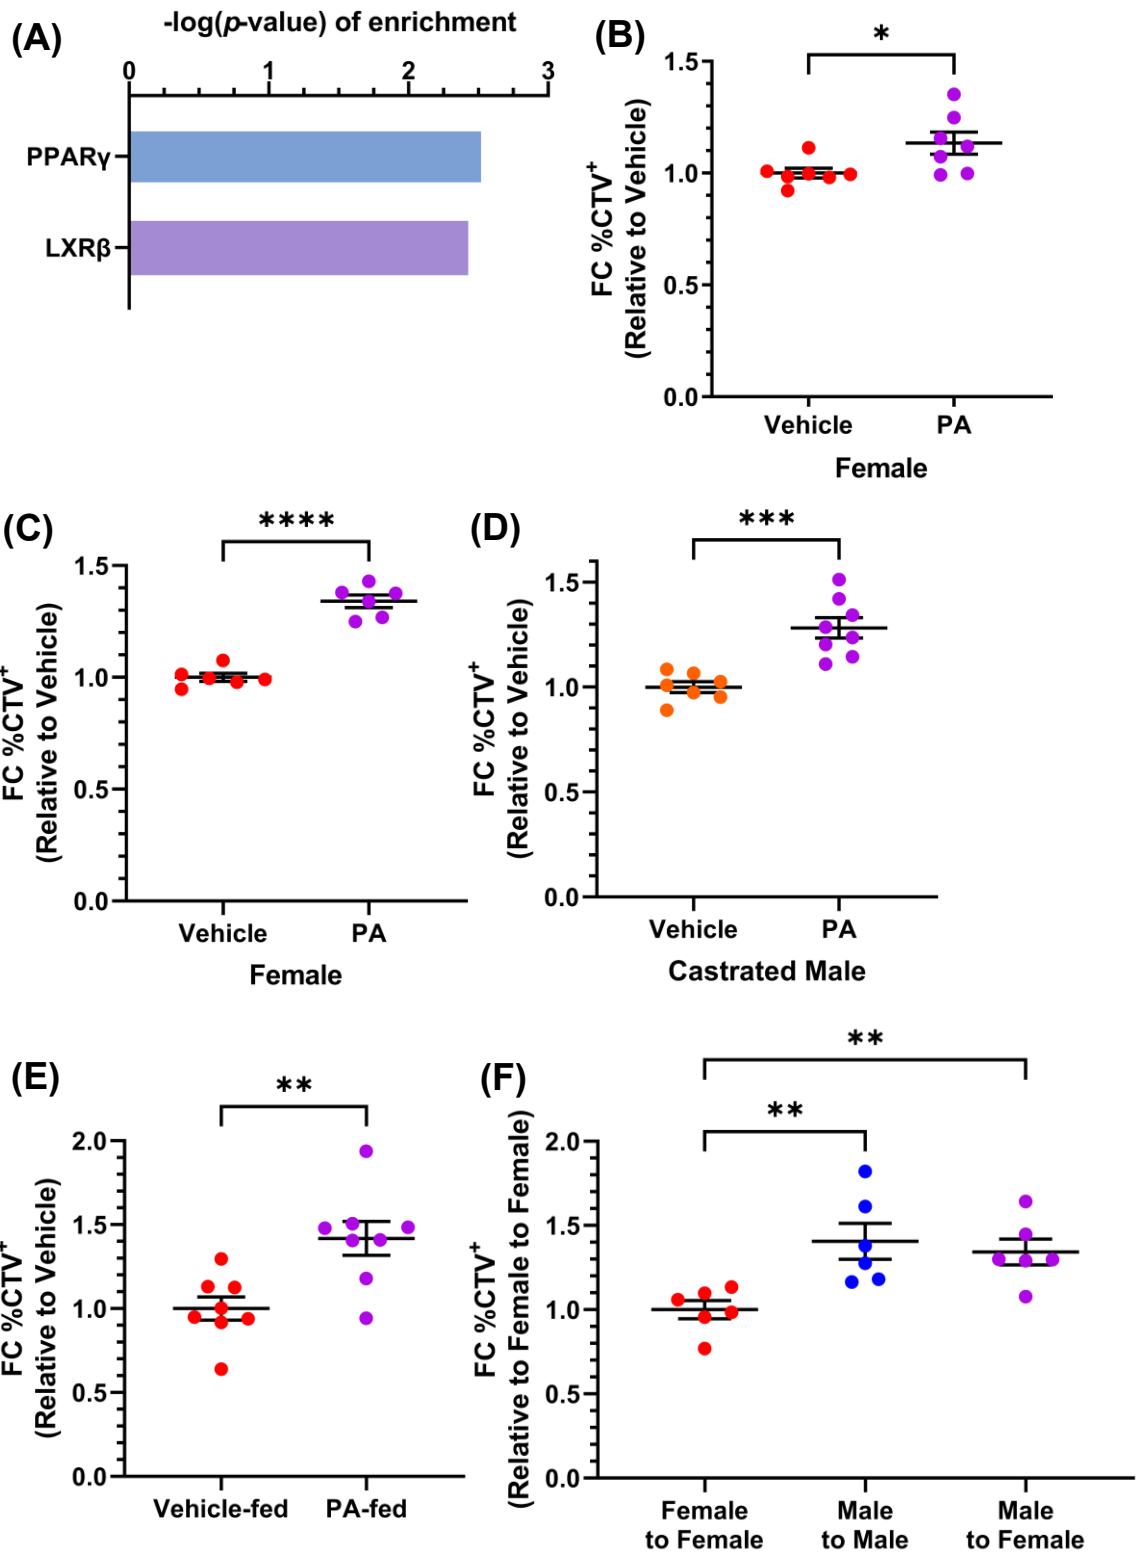 (A)
-log(p-value) of enrichment
0 1 2 3
PPARγ
LXRβ
(B)
*
FC %CTV+
(Relative to Vehicle)
1.5
1.0
0.5
0.0
Vehicle PA
Female
(C)
****
FC %CTV+
(Relative to Vehicle)
1.5
1.0
0.5
0.0
Vehicle PA
Female
(D)
***
FC %CTV+
(Relative to Vehicle)
1.5
1.0
0.5
0.0
Vehicle PA
Castrated Male
(E)
**
FC %CTV+
(Relative to Vehicle)
2.0
1.5
1.0
0.5
0.0
Vehicle-fed PA-fed
(F)
**
**
FC %CTV+
(Relative to Female to Female)
2.0
1.5
1.0
0.5
0.0
Female Male Male
to Female to Male to Female